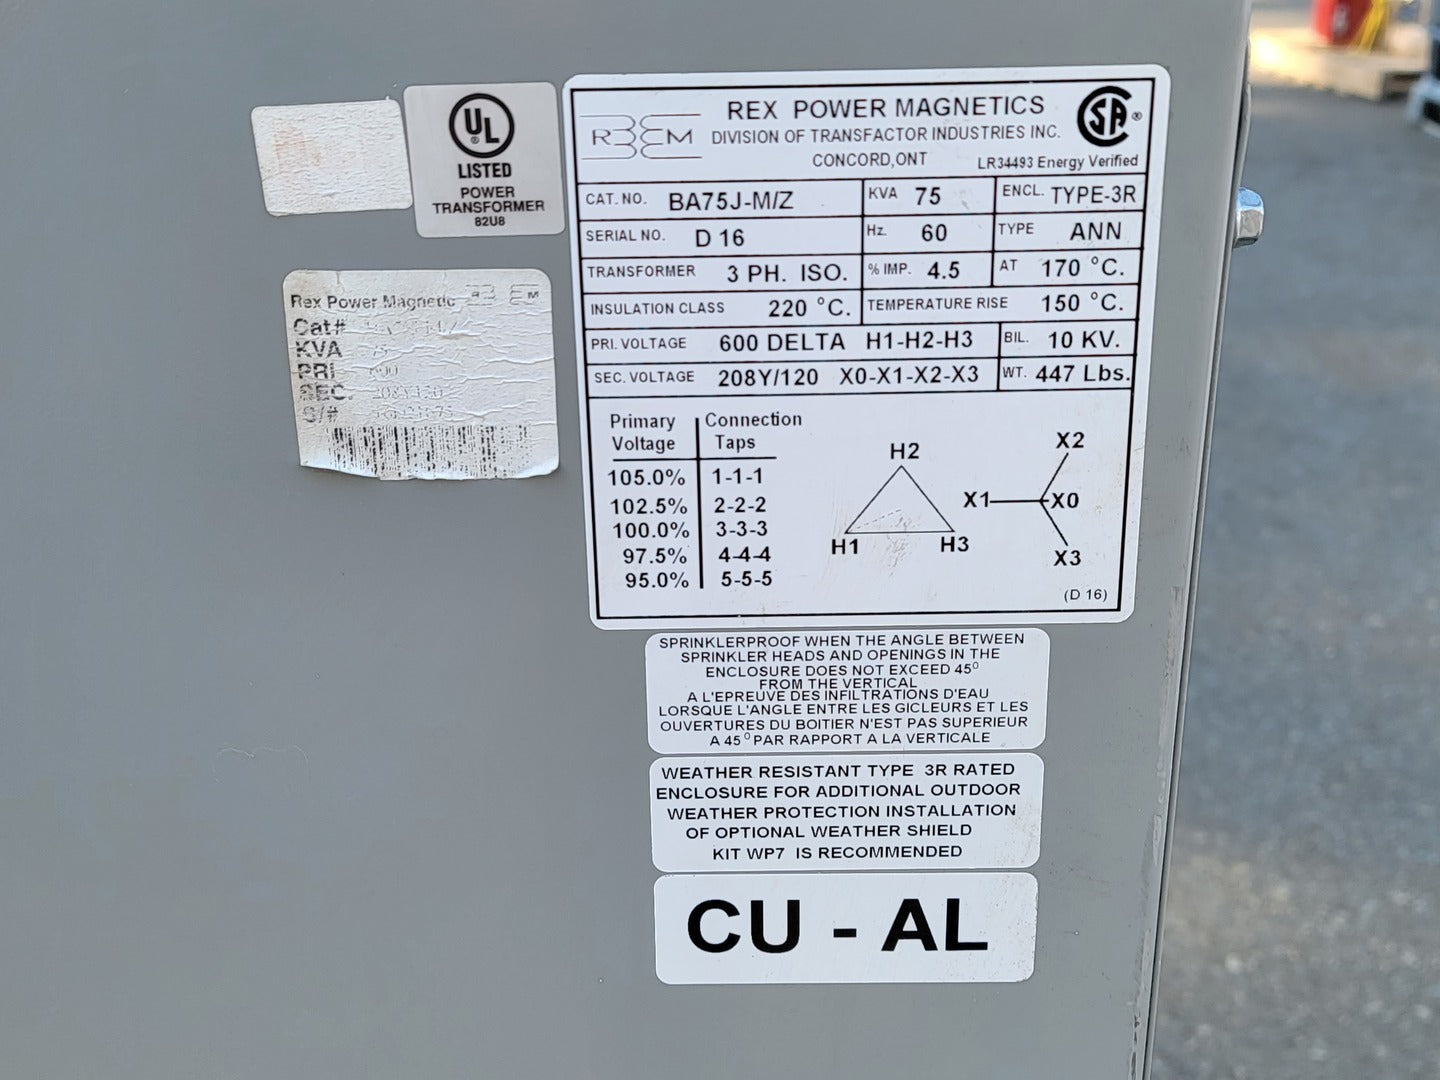 UL
®
LISTED
POWER
TRANSFORMER
82U8
Rex Power Magnetic
Cat#
KVA 75
PRI 600
SEC. 208Y120
S/#
REX POWER MAGNETICS
DIVISION OF TRANSFACTOR INDUSTRIES INC.
CONCORD,ONT
R M
SA ®
LR34493 Energy Verified
CAT. NO. BA75J-M/Z KVA 75 ENCL. TYPE-3R
SERIAL NO. D 16 Hz. 60 TYPE ANN
TRANSFORMER 3 PH. ISO. % IMP. 4.5 AT 170 °C.
INSULATION CLASS 220 °C. TEMPERATURE RISE 150 °C.
PRI. VOLTAGE 600 DELTA H1-H2-H3 BIL. 10 KV.
SEC. VOLTAGE 208Y/120 X0-X1-X2-X3 WT. 447 Lbs.
Primary Connection
Voltage Taps
105.0% 1-1-1
102.5% 2-2-2
100.0% 3-3-3
97.5% 4-4-4
95.0% 5-5-5
H2
H1 H3
X2
X1 X0
X3
(D 16)
SPRINKLERPROOF WHEN THE ANGLE BETWEEN
SPRINKLER HEADS AND OPENINGS IN THE
ENCLOSURE DOES NOT EXCEED 45°
FROM THE VERTICAL
A L'EPREUVE DES INFILTRATIONS D'EAU
LORSQUE L'ANGLE ENTRE LES GICLEURS ET LES
OUVERTURES DU BOITIER N'EST PAS SUPERIEUR
A 45° PAR RAPPORT A LA VERTICALE
WEATHER RESISTANT TYPE 3R RATED
ENCLOSURE FOR ADDITIONAL OUTDOOR
WEATHER PROTECTION INSTALLATION
OF OPTIONAL WEATHER SHIELD
KIT WP7 IS RECOMMENDED
CU - AL